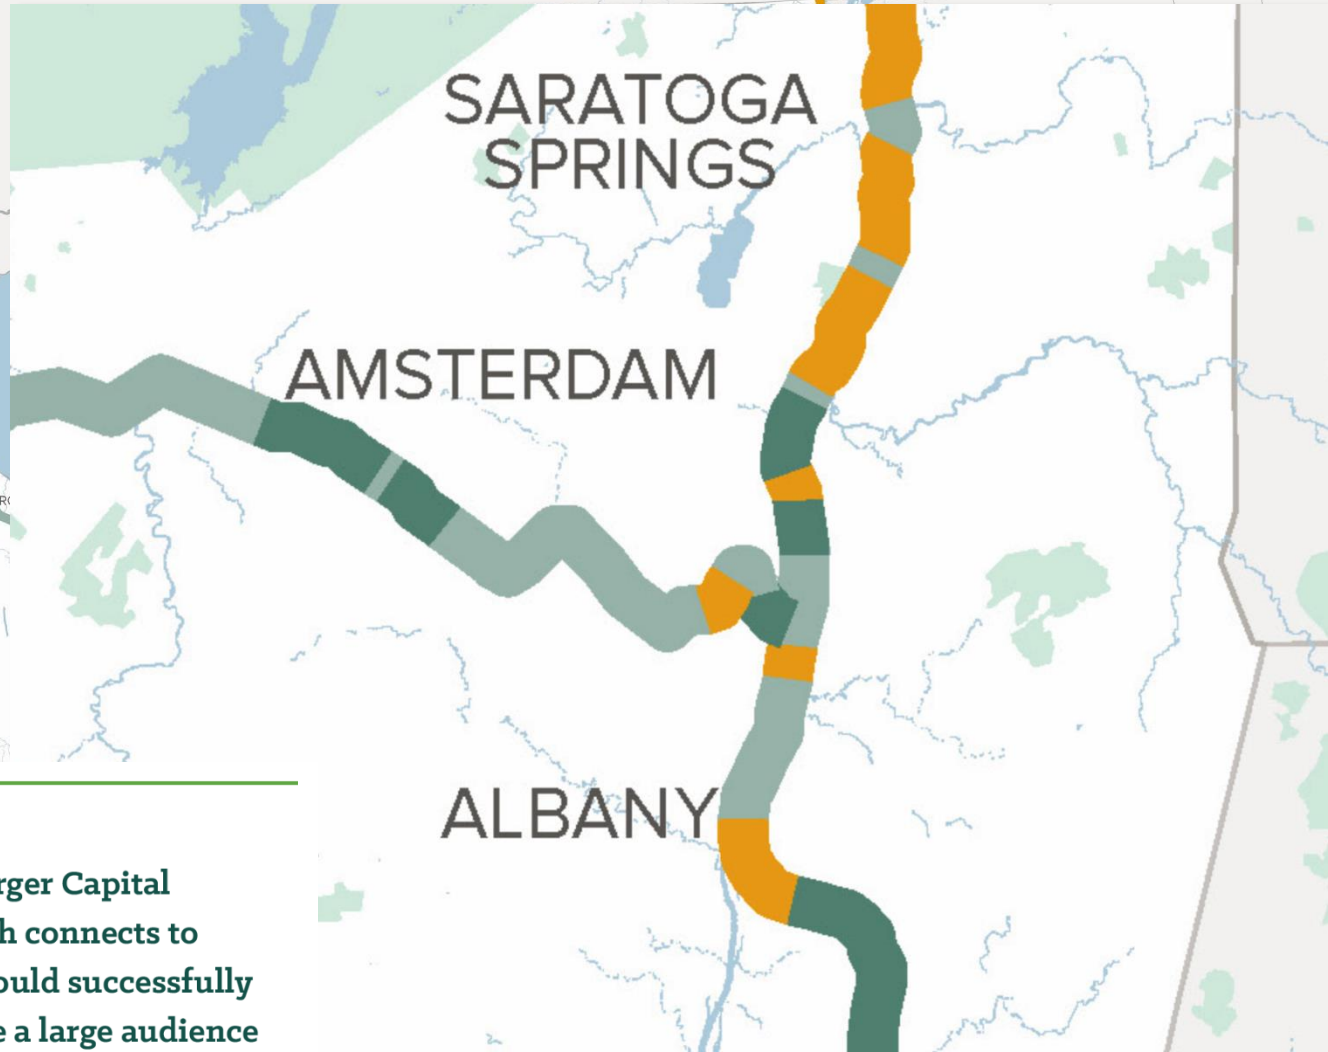 SARATOGA
SPRINGS
AMSTERDAM
ALBANY
rger Capital
h connects to
ould successfully
e a large audience